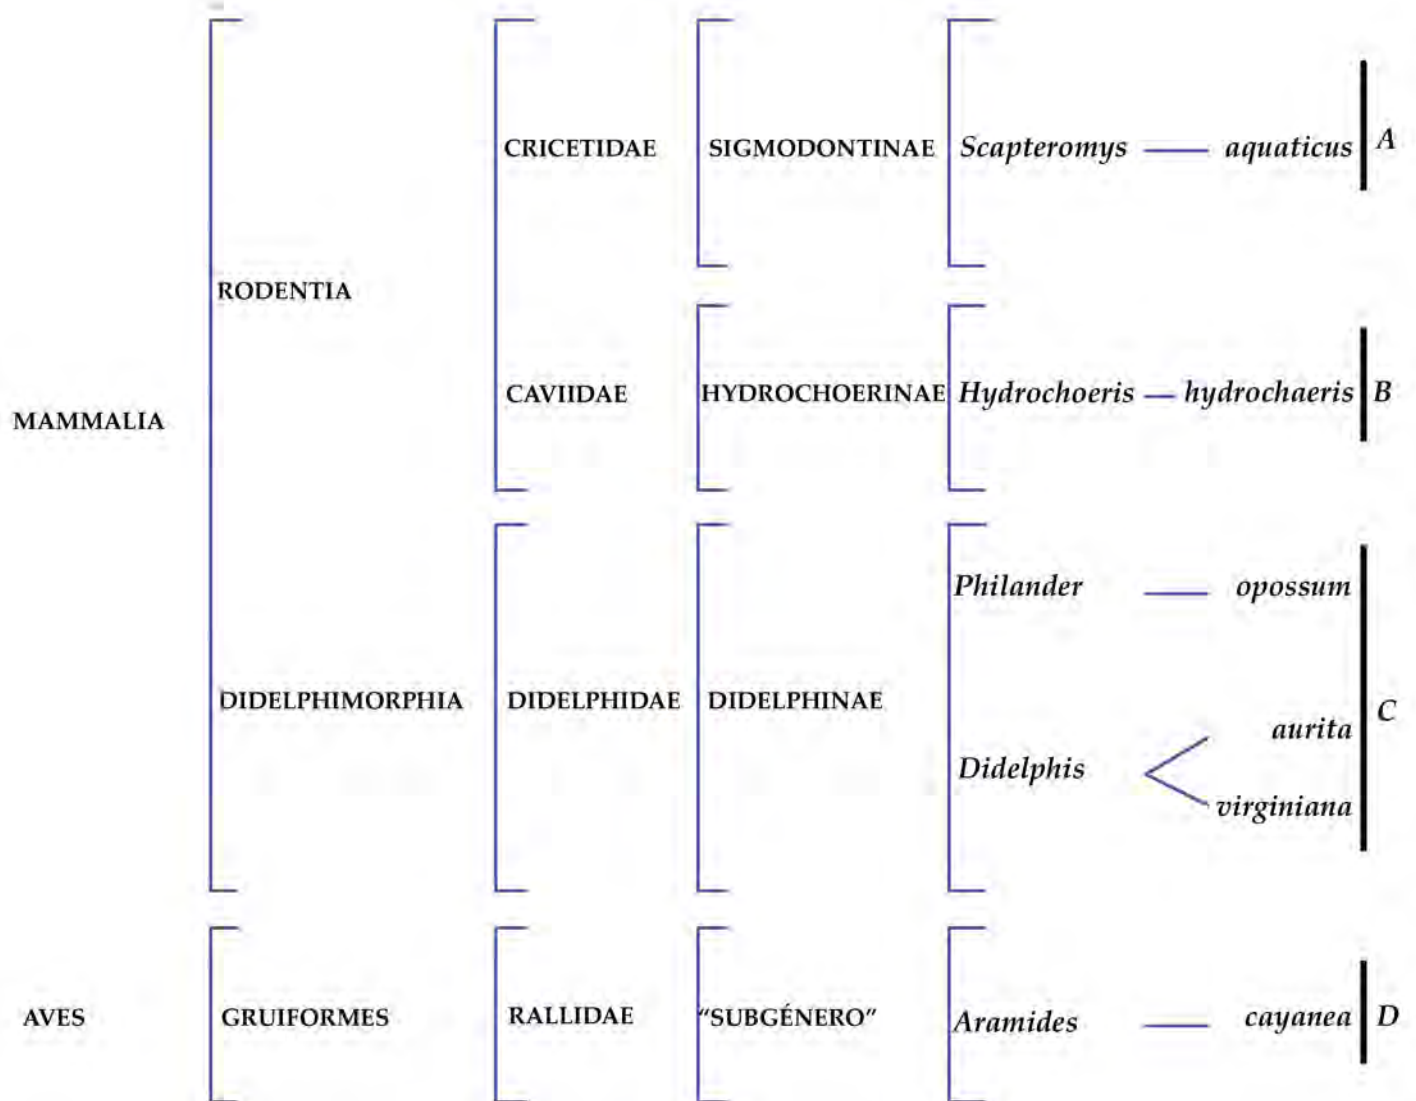 CRICETIDAE SIGMODONTINAE Scapteromys aquaticus A
RODENTIA
CAVIIDAE HYDROCHOERINAE Hydrochoeris hydrochaeris B
MAMMALIA
Philander opossum
DIDELPHIMORPHIA DIDELPHIDAE DIDELPHINAE C
aurita
Didelphis
virginiana
AVES GRUIFORMES RALLIDAE “SUBGÉNERO” Aramides cayanea D